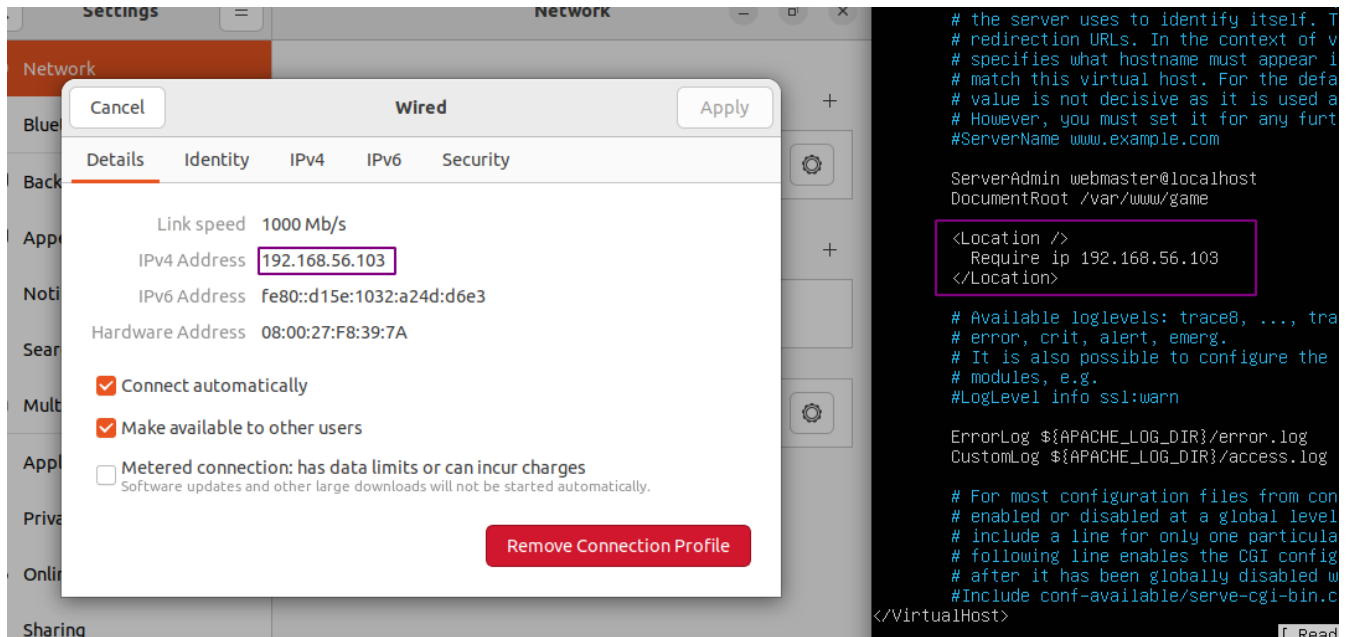 Settings
Network
Network
Blue
Back
Appe
Noti
Sear
Mult
Appl
Priva
Onlin
Sharing
Cancel
Wired
Apply
Details Identity IPv4 IPv6 Security
Link speed 1000 Mb/s
IPv4 Address 192.168.56.103
IPv6 Address fe80::d15e:1032:a24d:d6e3
Hardware Address 08:00:27:F8:39:7A
Connect automatically
Make available to other users
Metered connection: has data limits or can incur charges
Software updates and other large downloads will not be started automatically.
Remove Connection Profile
# the server uses to identify itself. T
# redirection URLs. In the context of v
# specifies what hostname must appear i
# match this virtual host. For the defa
# value is not decisive as it is used a
# However, you must set it for any furt
#ServerName www.example.com
ServerAdmin webmaster@localhost
DocumentRoot /var/www/game
<Location />
Require ip 192.168.56.103
</Location>
# Available loglevels: trace8, ..., tra
# error, crit, alert, emerg.
# It is also possible to configure the
# modules, e.g.
#LogLevel info ssl:warn
ErrorLog ${APACHE_LOG_DIR}/error.log
CustomLog ${APACHE_LOG_DIR}/access.log
# For most configuration files from con
# enabled or disabled at a global level
# include a line for only one particula
# following line enables the CGI config
# after it has been globally disabled w
#Include conf-available/serve-cgi-bin.c
</VirtualHost>
[ Read